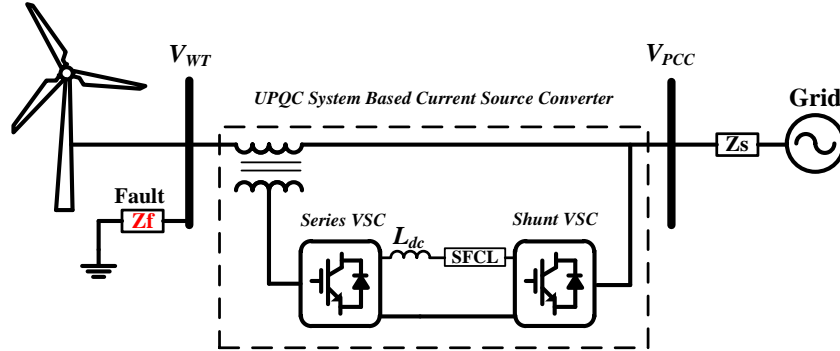 V_WT
V_PCC
UPQC System Based Current Source Converter
Grid
Zs
Fault
Zf
Series VSC
L_dc
SFCL
Shunt VSC